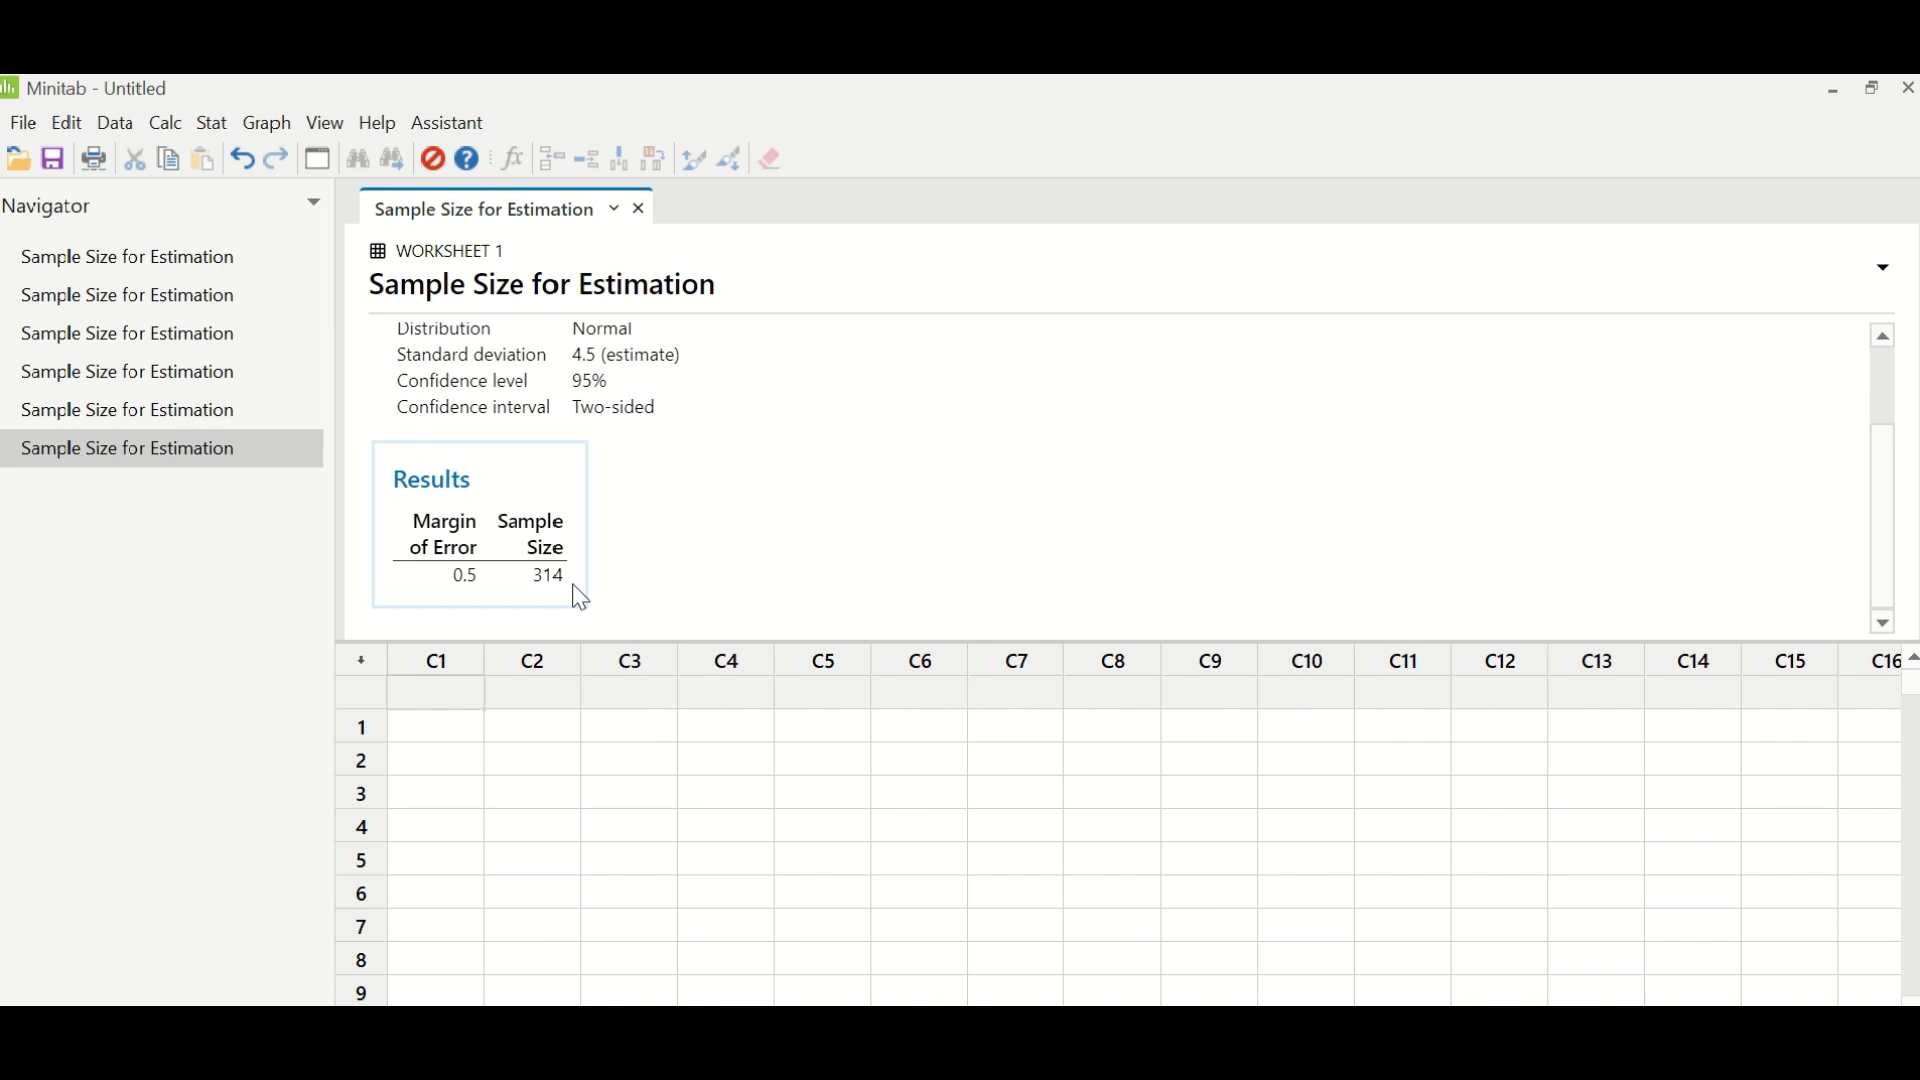 Minitab - Untitled
File Edit Data Calc Stat Graph View Help Assistant
Navigator
Sample Size for Estimation
Sample Size for Estimation
Sample Size for Estimation
Sample Size for Estimation
Sample Size for Estimation
Sample Size for Estimation
Sample Size for Estimation
WORKSHEET 1
Sample Size for Estimation
Distribution Normal
Standard deviation 4.5 (estimate)
Confidence level 95%
Confidence interval Two-sided
Results
Margin Sample
of Error Size
0.5 314
C1 C2 C3 C4 C5 C6 C7 C8 C9 C10 C11 C12 C13 C14 C15 C16
1
2
3
4
5
6
7
8
9